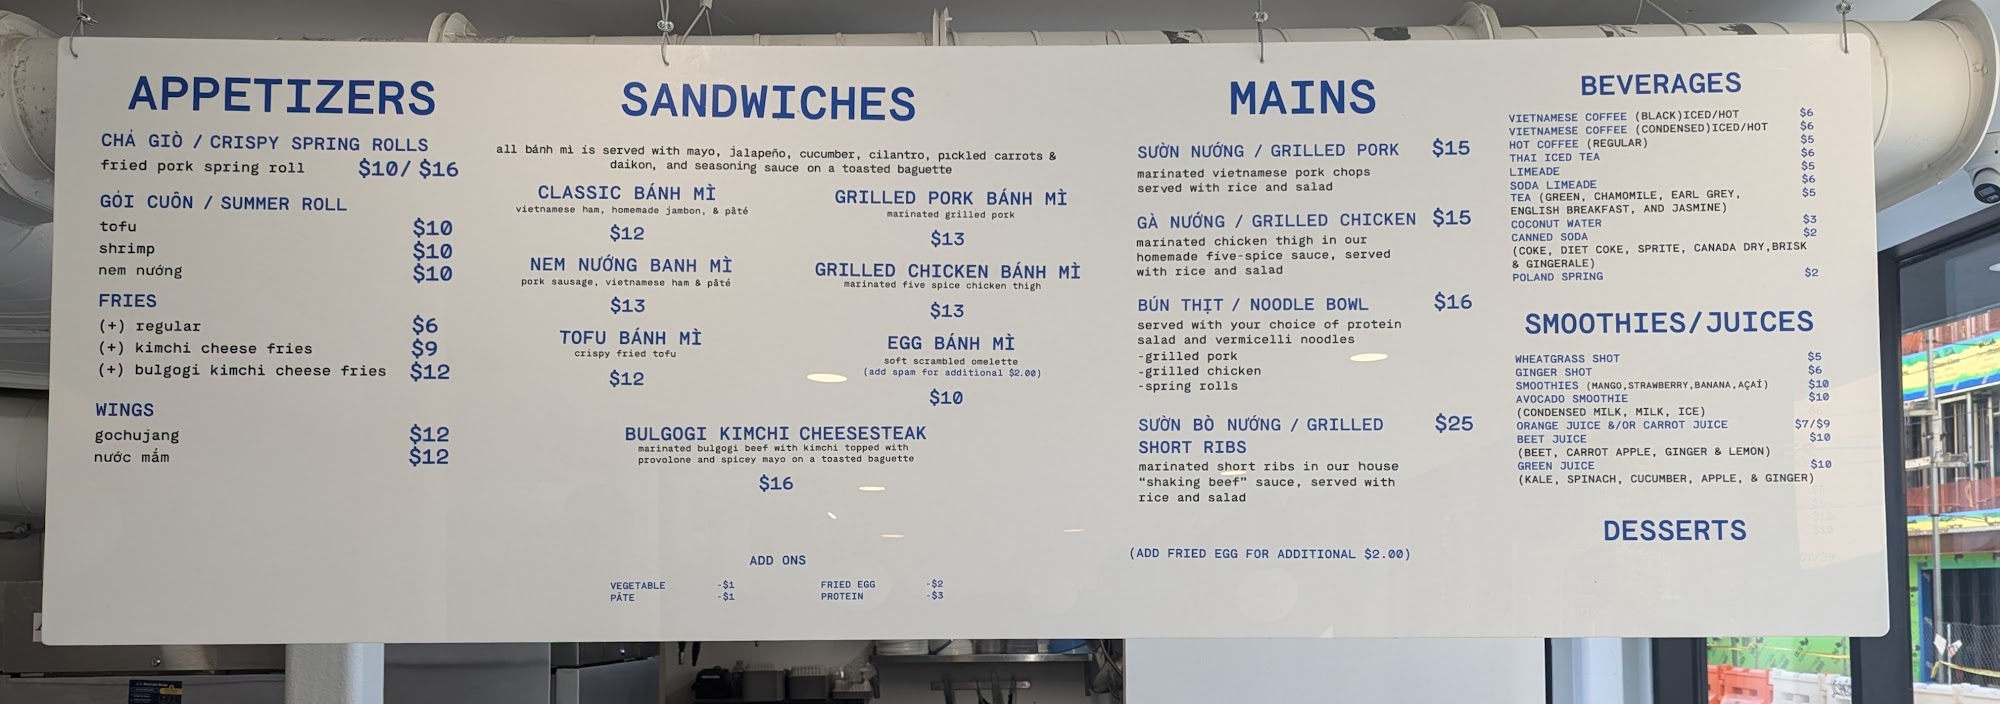 APPETIZERS
CHẢ GIÒ / CRISPY SPRING ROLLS
fried pork spring roll $10/ $16
GỎI CUÔN / SUMMER ROLL
tofu $10
shrimp $10
nem nướng $10
FRIES
(+) regular $6
(+) kimchi cheese fries $9
(+) bulgogi kimchi cheese fries $12
WINGS
gochujang $12
nước mắm $12
SANDWICHES
all bánh mì is served with mayo, jalapeño, cucumber, cilantro, pickled carrots &
daikon, and seasoning sauce on a toasted baguette
CLASSIC BÁNH MÌ
vietnamese ham, homemade jambon, & pâté
$12
NEM NƯỚNG BANH MÌ
pork sausage, vietnamese ham & pâté
$13
TOFU BÁNH MÌ
crispy fried tofu
$12
GRILLED PORK BÁNH MÌ
marinated grilled pork
$13
GRILLED CHICKEN BÁNH MÌ
marinated five spice chicken thigh
$13
EGG BÁNH MÌ
soft scrambled omelette
(add spam for additional $2.00)
$10
BULGOGI KIMCHI CHEESESTEAK
marinated bulgogi beef with kimchi topped with
provolone and spicey mayo on a toasted baguette
$16
ADD ONS
VEGETABLE -$1 FRIED EGG -$2
PÂTE -$1 PROTEIN -$3
MAINS
SƯỜN NƯỚNG / GRILLED PORK $15
marinated vietnamese pork chops
served with rice and salad
GÀ NƯỚNG / GRILLED CHICKEN $15
marinated chicken thigh in our
homemade five-spice sauce, served
with rice and salad
BÚN THỊT / NOODLE BOWL $16
served with your choice of protein
salad and vermicelli noodles
-grilled pork
-grilled chicken
-spring rolls
SƯỜN BÒ NƯỚNG / GRILLED $25
SHORT RIBS
marinated short ribs in our house
“shaking beef” sauce, served with
rice and salad
(ADD FRIED EGG FOR ADDITIONAL $2.00)
BEVERAGES
VIETNAMESE COFFEE (BLACK)ICED/HOT $6
VIETNAMESE COFFEE (CONDENSED)ICED/HOT $6
HOT COFFEE (REGULAR) $5
THAI ICED TEA $6
LIMEADE $5
SODA LIMEADE $6
TEA (GREEN, CHAMOMILE, EARL GREY, $5
ENGLISH BREAKFAST, AND JASMINE)
COCONUT WATER $3
CANNED SODA $2
(COKE, DIET COKE, SPRITE, CANADA DRY,BRISK
& GINGERALE)
POLAND SPRING $2
SMOOTHIES/JUICES
WHEATGRASS SHOT $5
GINGER SHOT $6
SMOOTHIES (MANGO,STRAWBERRY,BANANA,AÇAÍ) $10
AVOCADO SMOOTHIE $10
(CONDENSED MILK, MILK, ICE)
ORANGE JUICE &/OR CARROT JUICE $7/$9
BEET JUICE $10
(BEET, CARROT APPLE, GINGER & LEMON)
GREEN JUICE $10
(KALE, SPINACH, CUCUMBER, APPLE, & GINGER)
DESSERTS